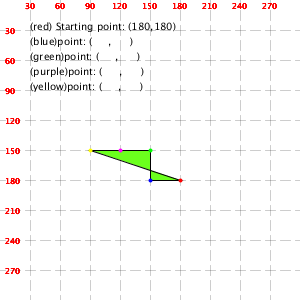 30 60 90 120 150 180 210 240 270
30
(red) Starting point: (180,180)
(blue)point: (    ,    )
60
(green)point: (    ,    )
(purple)point: (    ,    )
90
(yellow)point: (    ,    )
120
150
180
210
240
270